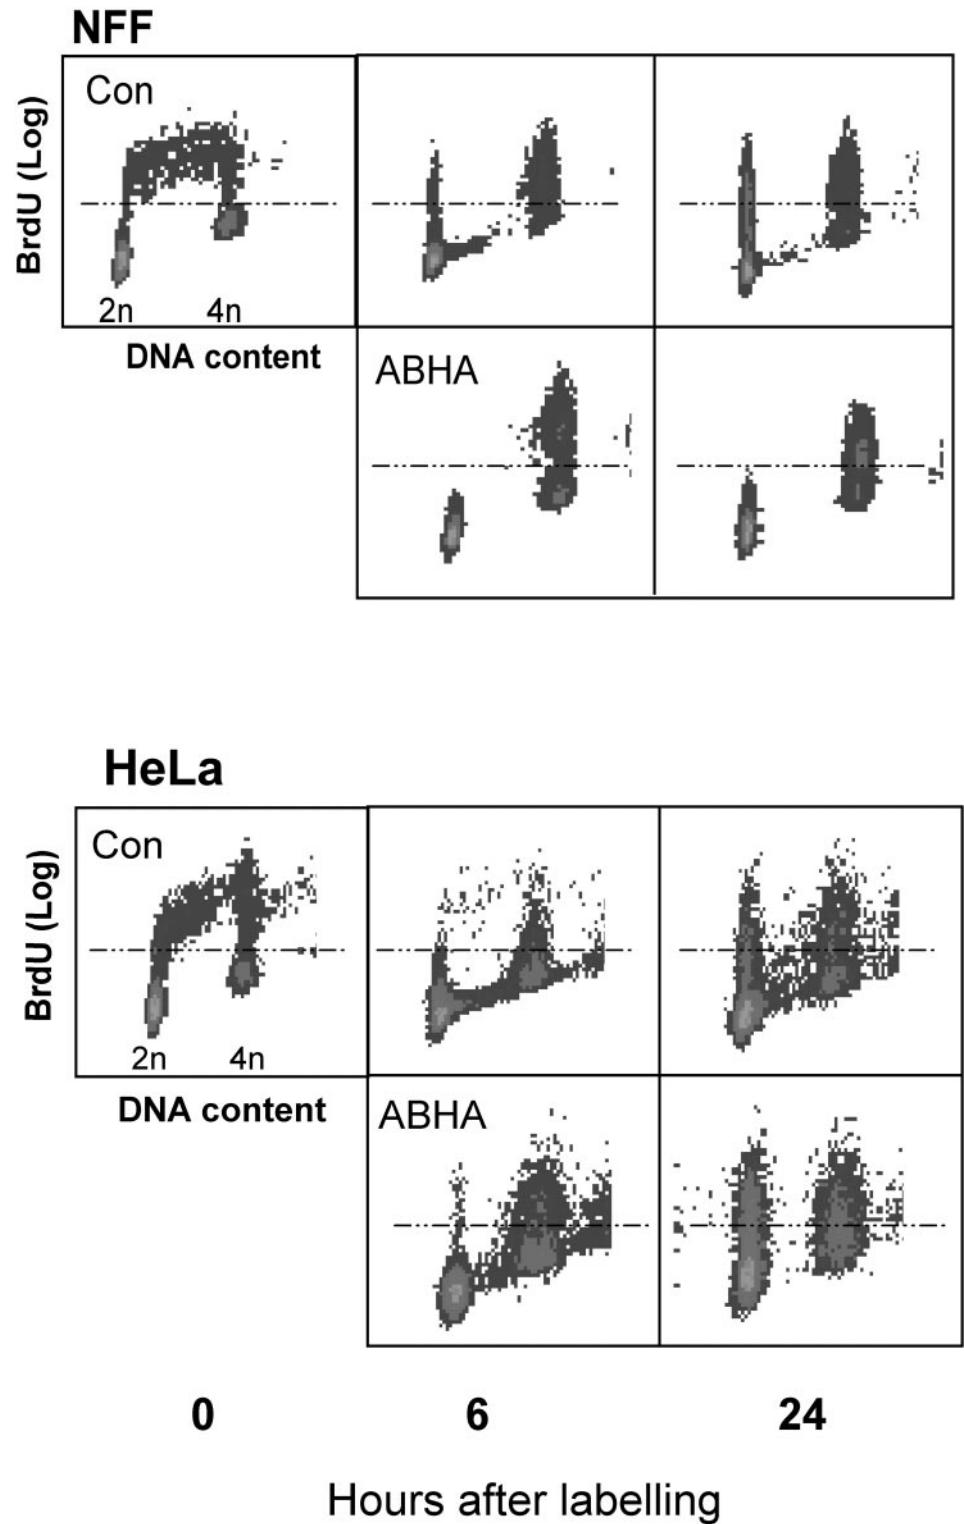 NFF
Con
BrdU (Log)
2n 4n
DNA content
ABHA
HeLa
Con
BrdU (Log)
2n 4n
DNA content
ABHA
0 6 24
Hours after labelling